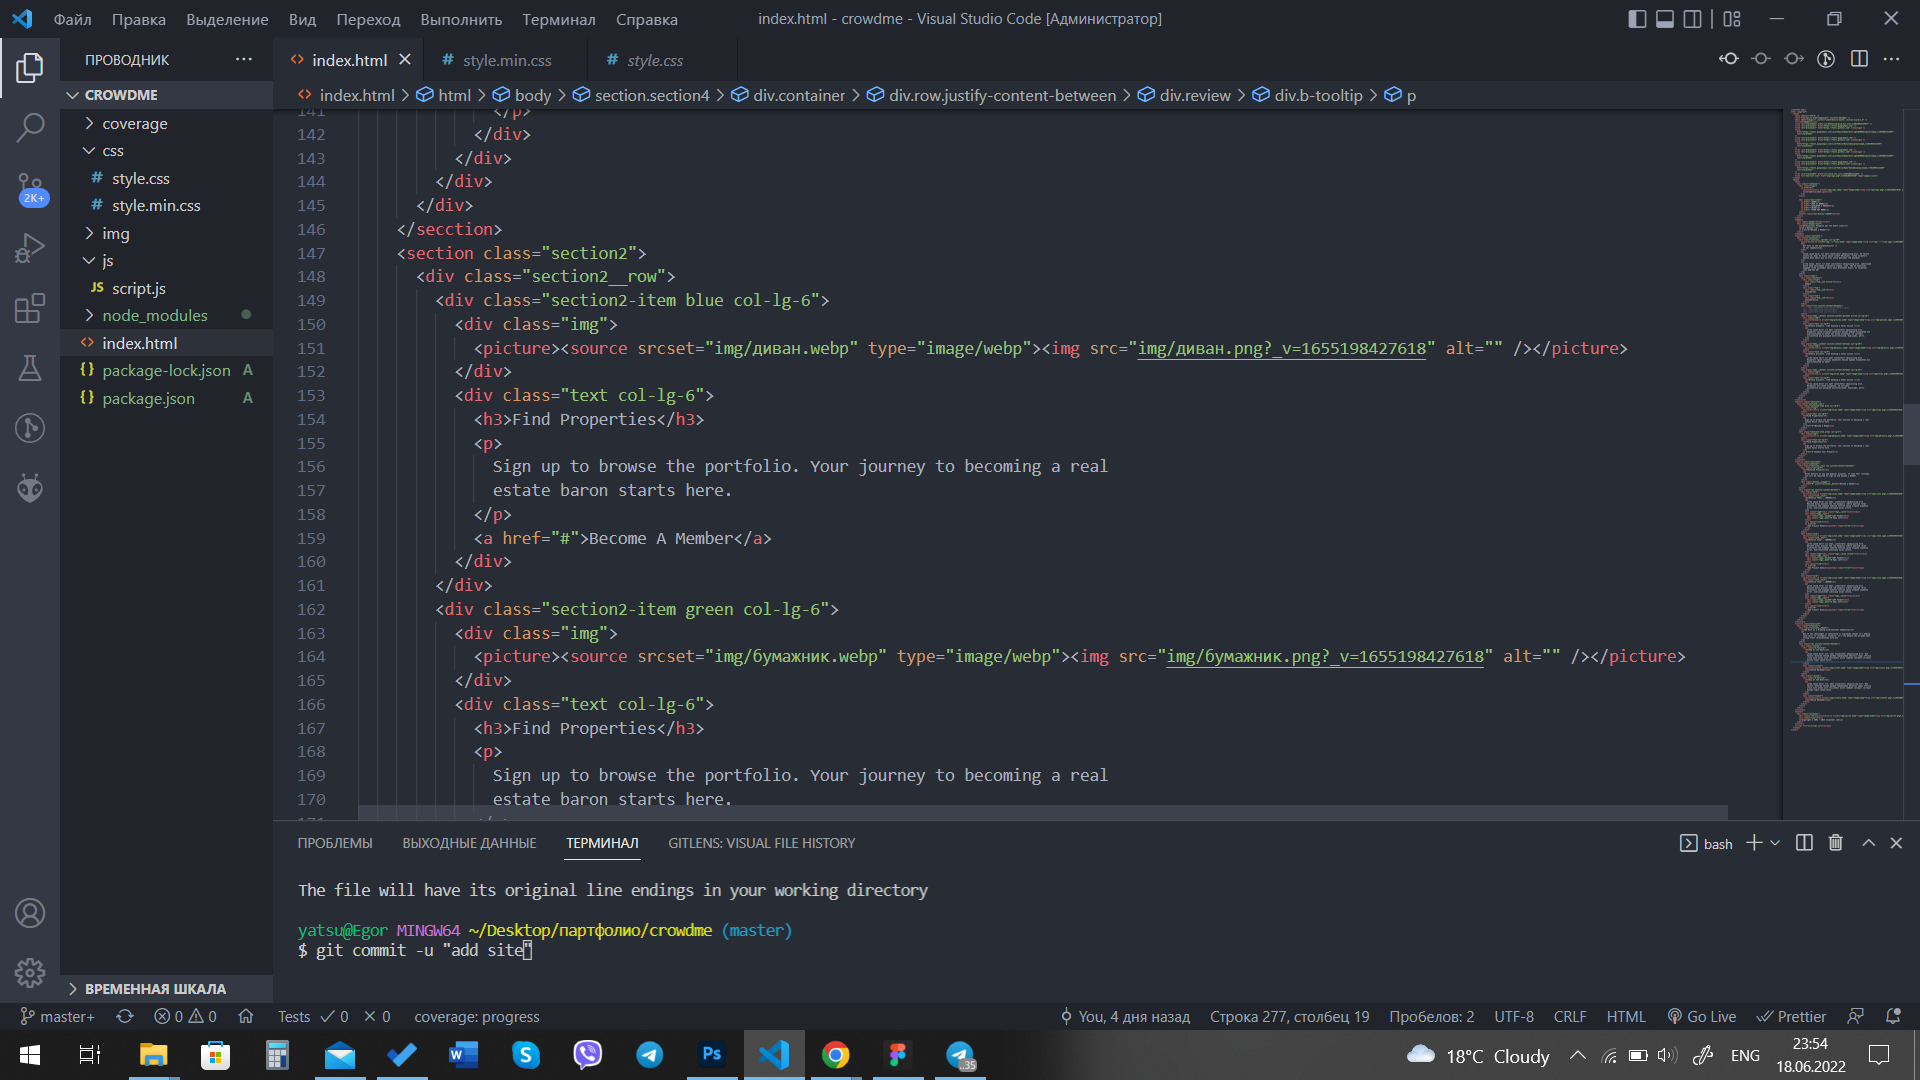 Файл Правка Выделение Вид Переход Выполнить Терминал Справка
index.html - crowdme - Visual Studio Code [Администратор]
ПРОВОДНИК
index.html
style.min.css
style.css
CROWDME
index.html > html > body > section.section4 > div.container > div.row.justify-content-between > div.review > div.b-tooltip > p
coverage
css
style.css
style.min.css
img
js
script.js
node_modules
index.html
package-lock.json A
package.json A
2K+
141 </p>
142 </div>
143 </div>
144 </div>
145 </div>
146 </secction>
147 <section class="section2">
148 <div class="section2__row">
149 <div class="section2-item blue col-lg-6">
150 <div class="img">
151 <picture><source srcset="img/диван.webp" type="image/webp"><img src="img/диван.png?_v=1655198427618" alt="" /></picture>
152 </div>
153 <div class="text col-lg-6">
154 <h3>Find Properties</h3>
155 <p>
156 Sign up to browse the portfolio. Your journey to becoming a real
157 estate baron starts here.
158 </p>
159 <a href="#">Become A Member</a>
160 </div>
161 </div>
162 <div class="section2-item green col-lg-6">
163 <div class="img">
164 <picture><source srcset="img/бумажник.webp" type="image/webp"><img src="img/бумажник.png?_v=1655198427618" alt="" /></picture>
165 </div>
166 <div class="text col-lg-6">
167 <h3>Find Properties</h3>
168 <p>
169 Sign up to browse the portfolio. Your journey to becoming a real
170 estate baron starts here.
ПРОБЛЕМЫ ВЫХОДНЫЕ ДАННЫЕ ТЕРМИНАЛ GITLENS: VISUAL FILE HISTORY
bash
The file will have its original line endings in your working directory
yatsu@Egor MINGW64 ~/Desktop/партфолио/crowdme (master)
$ git commit -u "add site"
ВРЕМЕННАЯ ШКАЛА
master+ 0 0 Tests 0 0 coverage: progress
You, 4 дня назад Строка 277, столбец 19 Пробелов: 2 UTF-8 CRLF HTML Go Live Prettier
18°C Cloudy ENG
23:54
18.06.2022
35